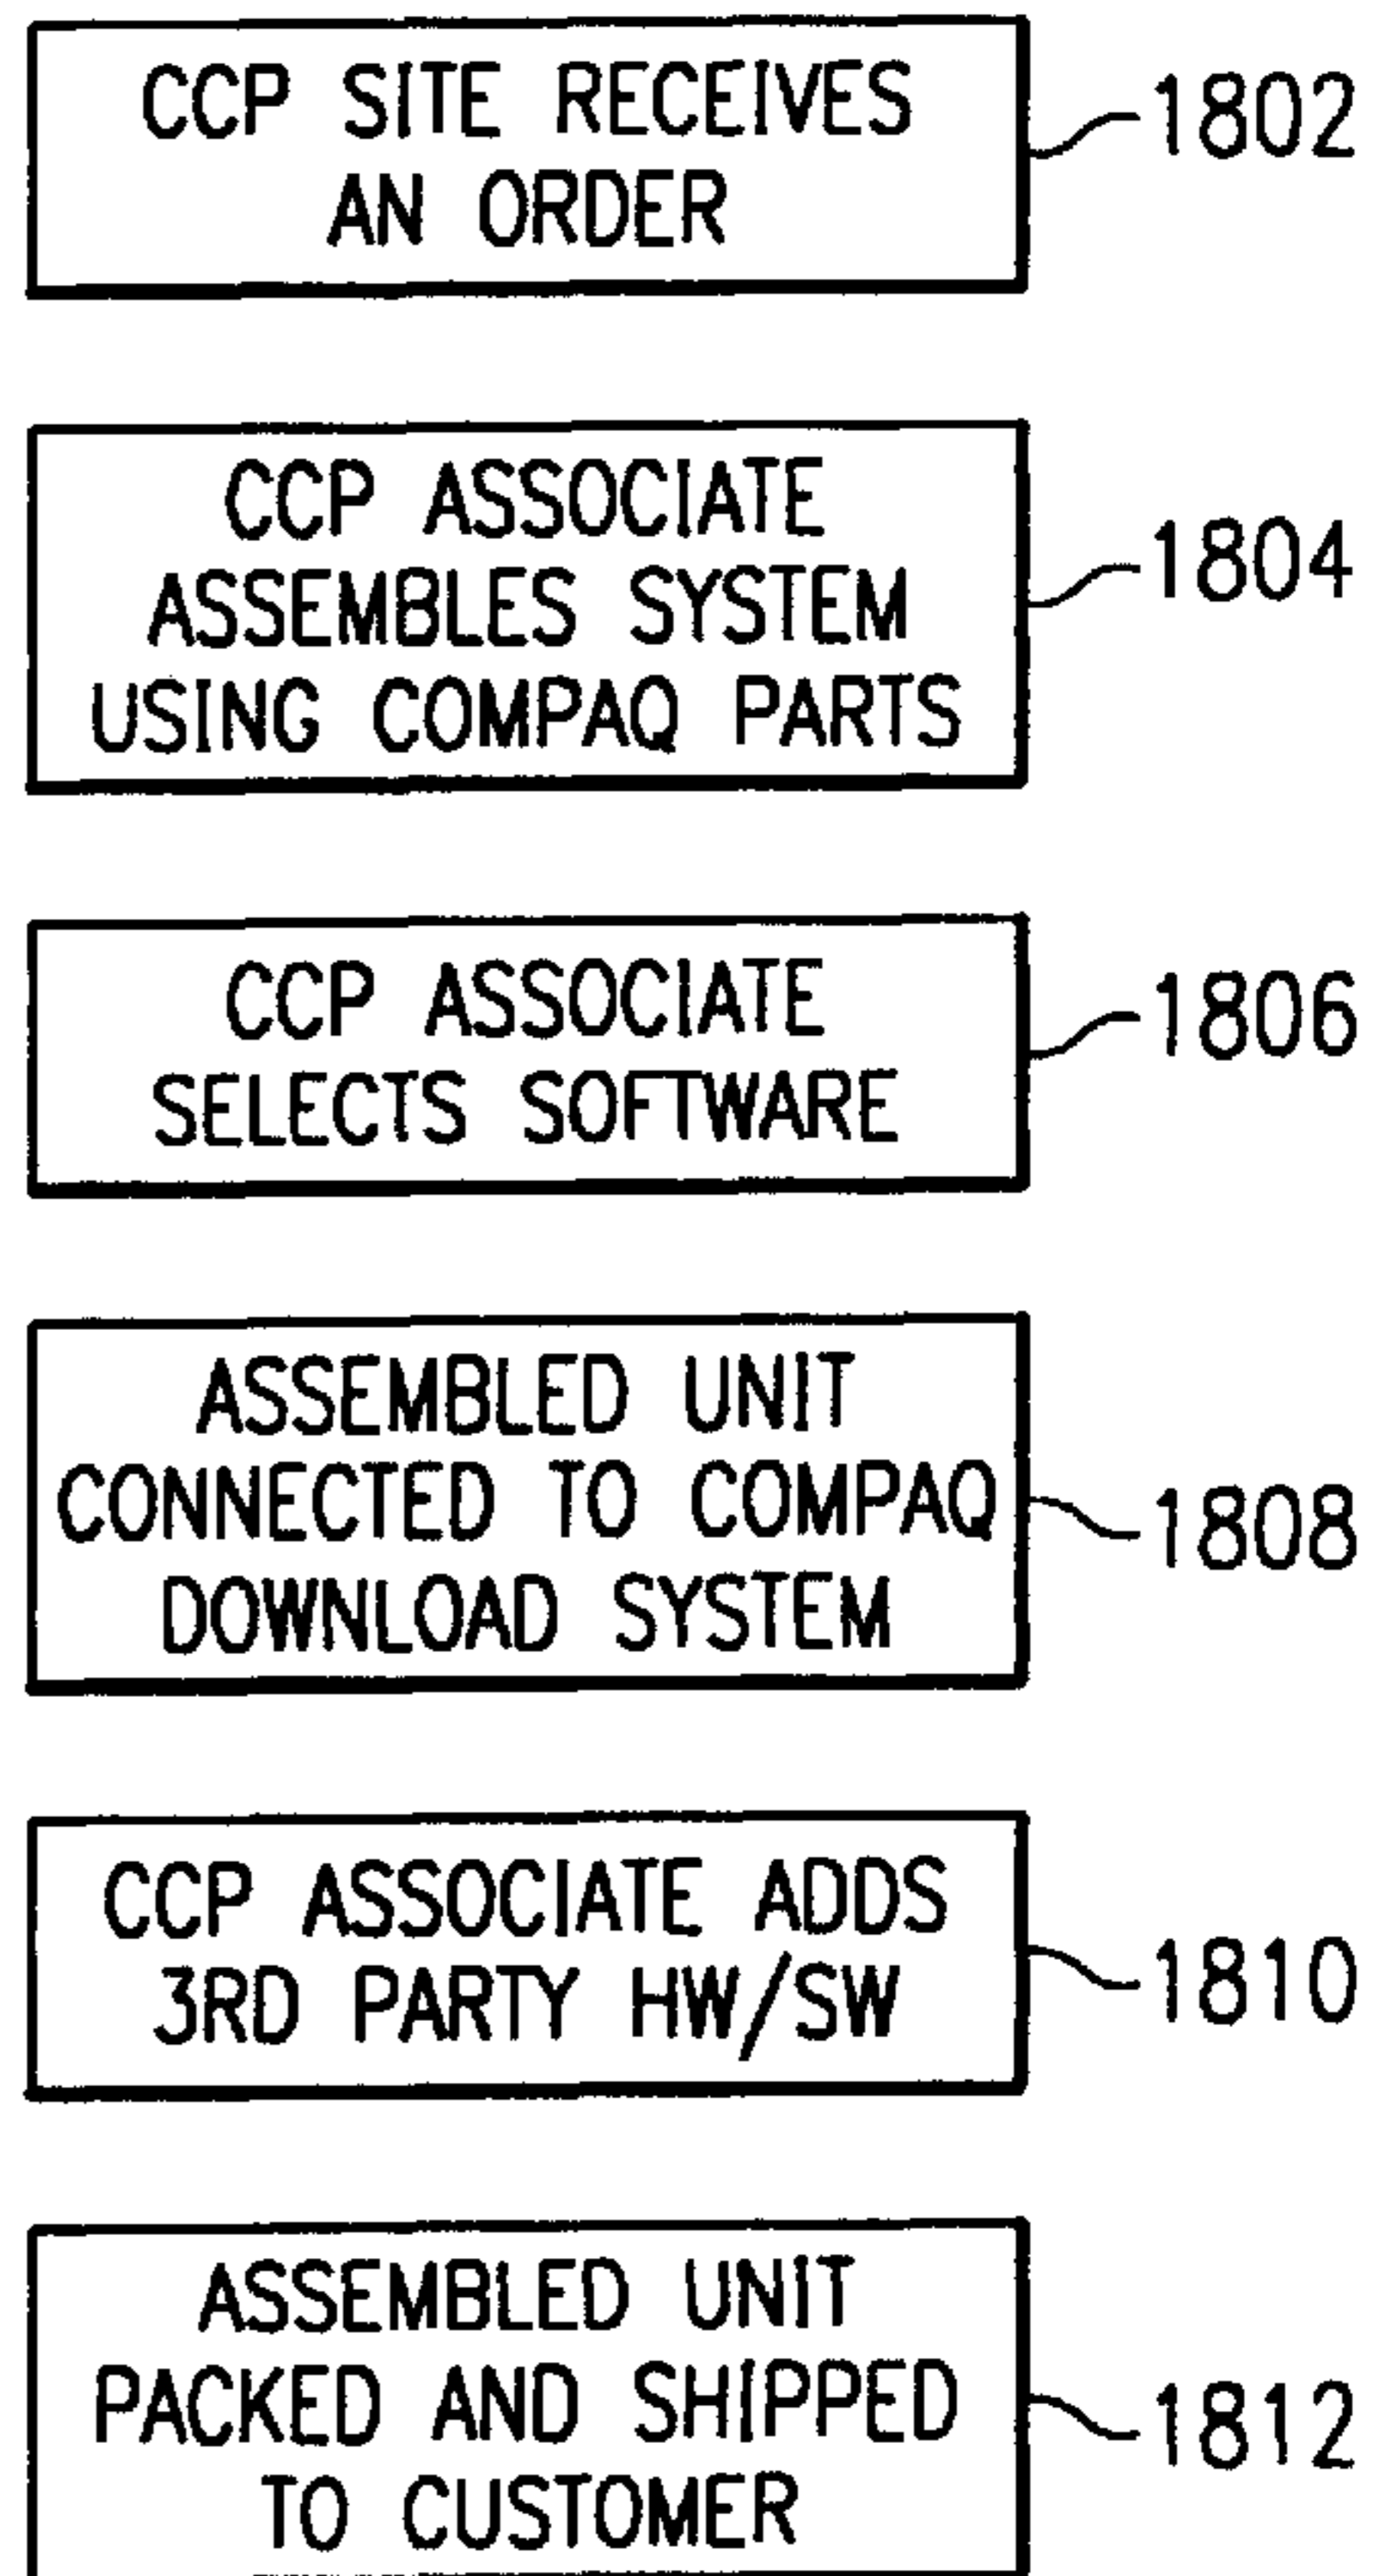 CCP SITE RECEIVES
AN ORDER
1802
CCP ASSOCIATE
ASSEMBLES SYSTEM
USING COMPAQ PARTS
1804
CCP ASSOCIATE
SELECTS SOFTWARE
1806
ASSEMBLED UNIT
CONNECTED TO COMPAQ
DOWNLOAD SYSTEM
1808
CCP ASSOCIATE ADDS
3RD PARTY HW/SW
1810
ASSEMBLED UNIT
PACKED AND SHIPPED
TO CUSTOMER
1812